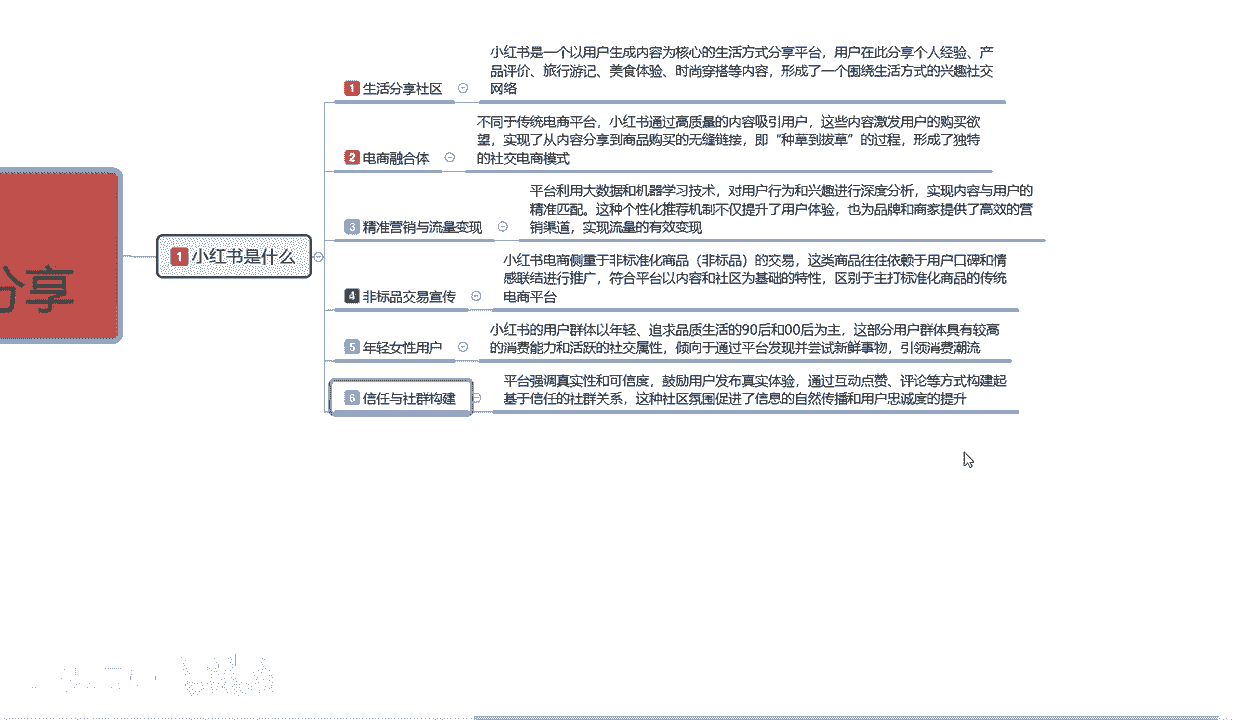 分享
1 小红书是什么
1 生活分享社区
小红书是一个以用户生成内容为核心的生活方式分享平台，用户在此分享个人经验、产
品评价、旅行游记、美食体验、时尚穿搭等内容，形成了一个围绕生活方式的兴趣社交
网络
2 电商融合体
不同于传统电商平台，小红书通过高质量的内容吸引用户，这些内容激发用户的购买欲
望，实现了从内容分享到商品购买的无缝链接，即“种草到拔草”的过程，形成了独特
的社交电商模式
3 精准营销与流量变现
平台利用大数据和机器学习技术，对用户行为和兴趣进行深度分析，实现内容与用户的
精准匹配。这种个性化推荐机制不仅提升了用户体验，也为品牌和商家提供了高效的营
销渠道，实现流量的有效变现
4 非标品交易宣传
小红书电商侧重于非标准化商品（非标品）的交易，这类商品往往依赖于用户口碑和情
感联结进行推广，符合平台以内容和社区为基础的特性，区别于主打标准化商品的传统
电商平台
5 年轻女性用户
小红书的用户群体以年轻、追求品质生活的90后和00后为主，这部分用户群体具有较高
的消费能力和活跃的社交属性，倾向于通过平台发现并尝试新鲜事物，引领消费潮流
6 信任与社群构建
平台强调真实性和可信度，鼓励用户发布真实体验，通过互动点赞、评论等方式构建起
基于信任的社群关系，这种社区氛围促进了信息的自然传播和用户忠诚度的提升